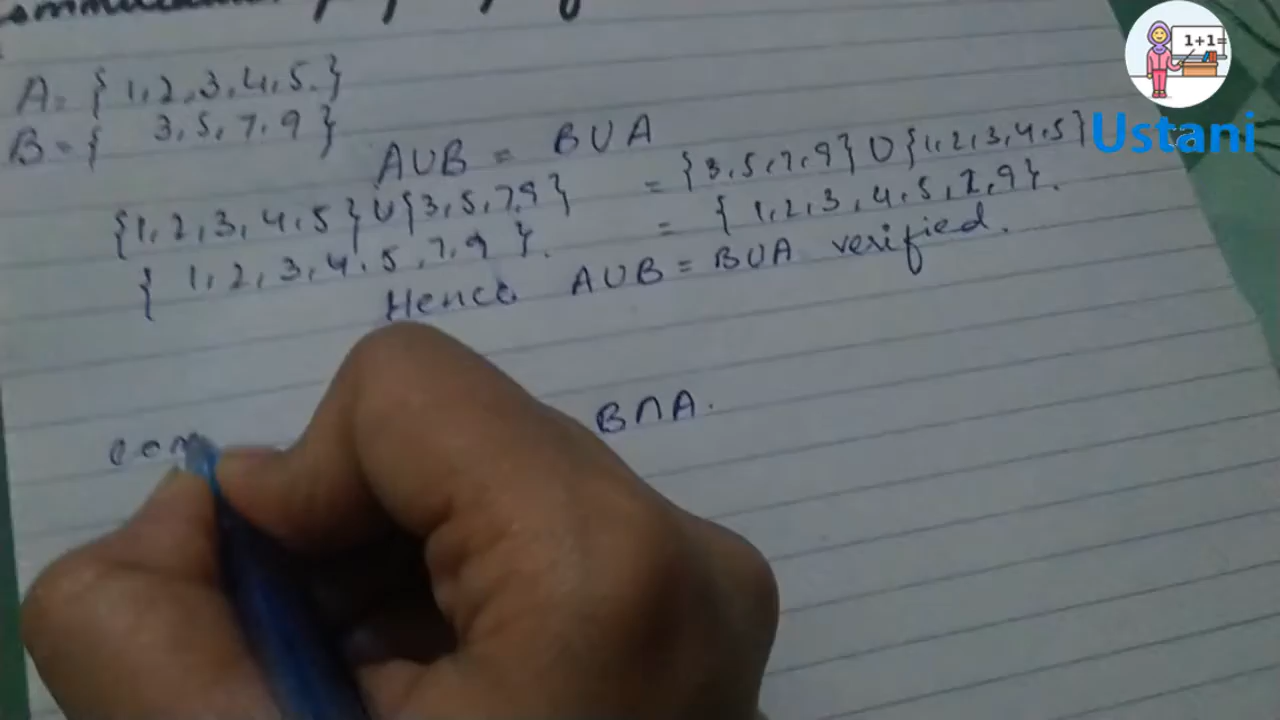 A = { 1, 2, 3, 4, 5. }
B = { 3, 5, 7, 9 }
A∪B = B∪A
{1, 2, 3, 4, 5 } ∪ {3, 5, 7, 9 } = {3, 5, 7, 9} ∪ {1, 2, 3, 4, 5}
{ 1, 2, 3, 4, 5, 7, 9 }. = { 1, 2, 3, 4, 5, 7, 9}.
Hence A∪B = B∪A verified.
B∩A.
com
1+1=
Ustani